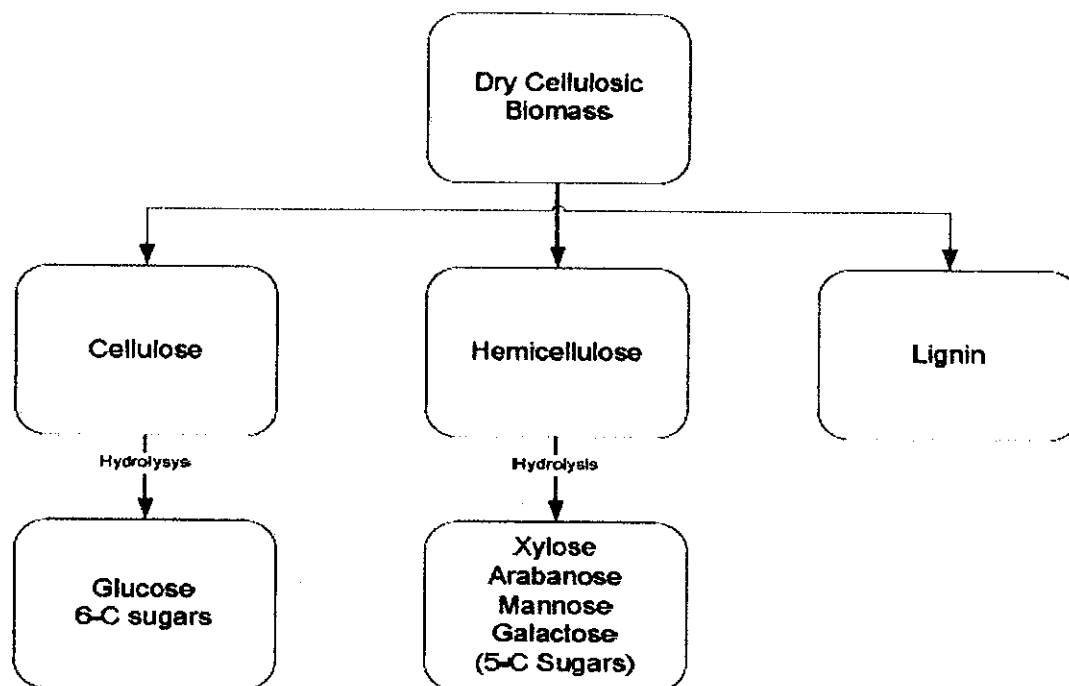 Dry Cellulosic
Biomass
Cellulose
Hemicellulose
Lignin
Hydrolysys
Hydrolysis
Glucose
6-C sugars
Xylose
Arabanose
Mannose
Galactose
(5-C Sugars)